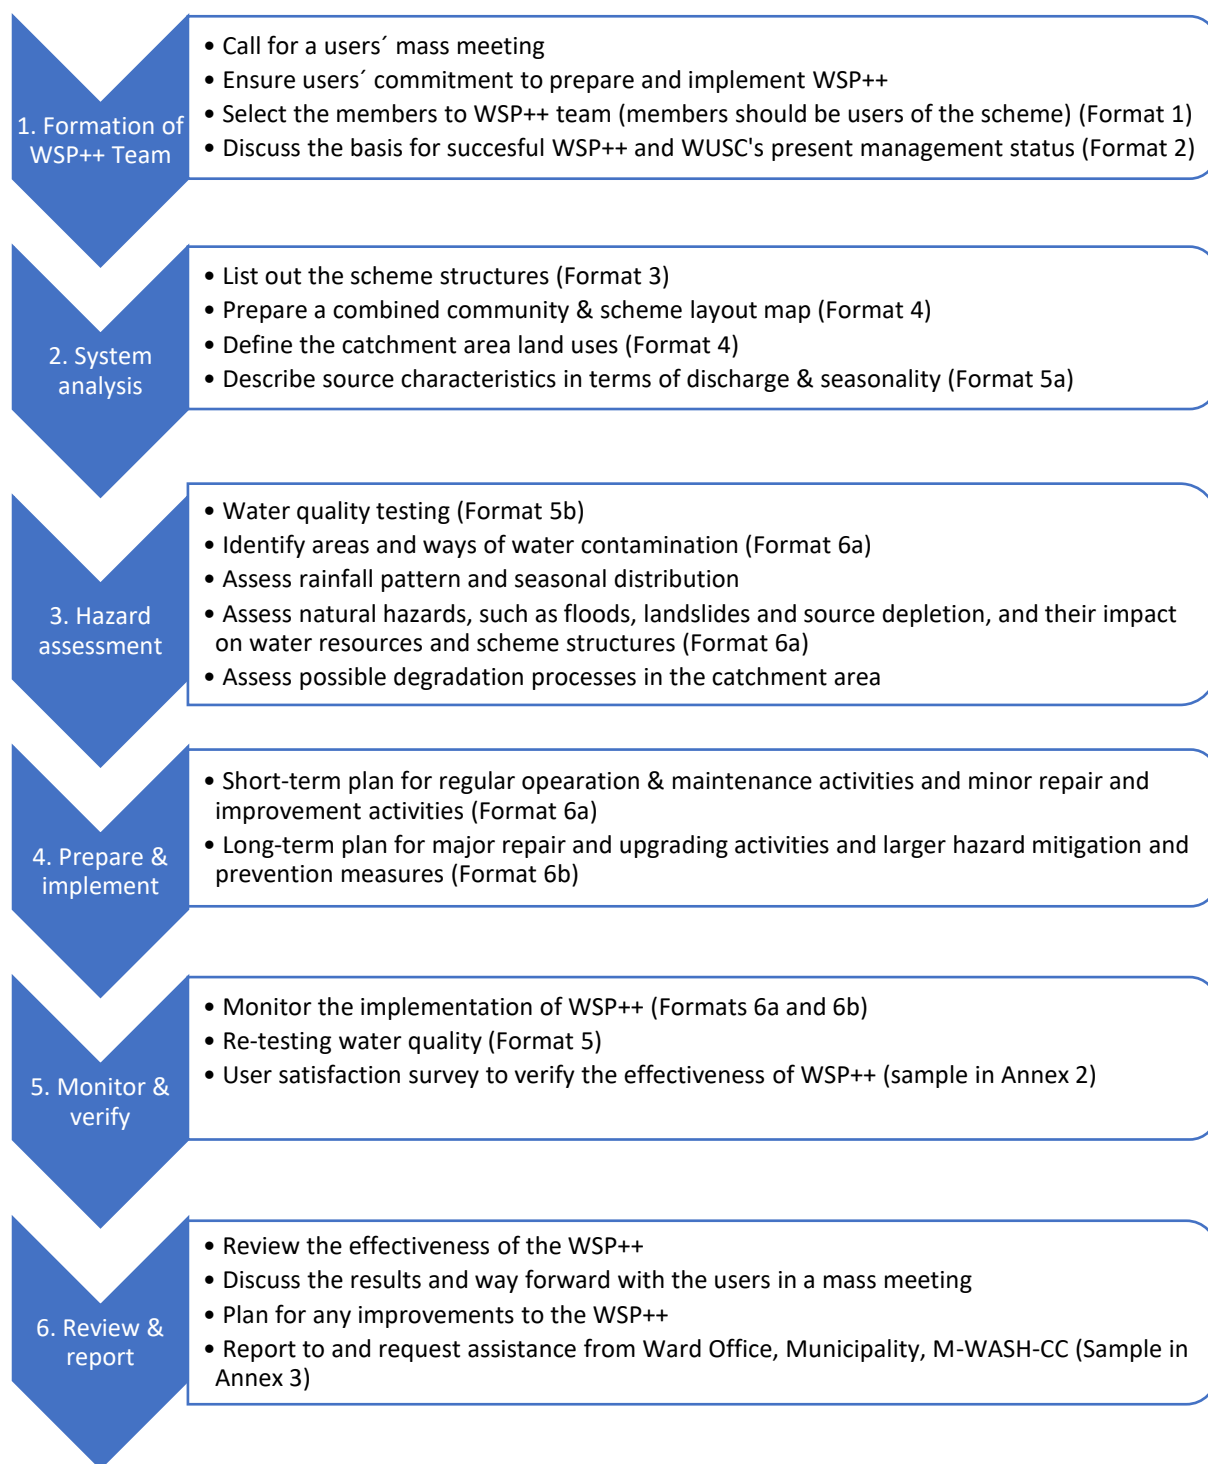 1. Formation of
WSP++ Team
• Call for a users´ mass meeting
• Ensure users´ commitment to prepare and implement WSP++
• Select the members to WSP++ team (members should be users of the scheme) (Format 1)
• Discuss the basis for succesful WSP++ and WUSC's present management status (Format 2)
2. System
analysis
• List out the scheme structures (Format 3)
• Prepare a combined community & scheme layout map (Format 4)
• Define the catchment area land uses (Format 4)
• Describe source characteristics in terms of discharge & seasonality (Format 5a)
3. Hazard
assessment
• Water quality testing (Format 5b)
• Identify areas and ways of water contamination (Format 6a)
• Assess rainfall pattern and seasonal distribution
• Assess natural hazards, such as floods, landslides and source depletion, and their impact
on water resources and scheme structures (Format 6a)
• Assess possible degradation processes in the catchment area
4. Prepare &
implement
• Short-term plan for regular opearation & maintenance activities and minor repair and
improvement activities (Format 6a)
• Long-term plan for major repair and upgrading activities and larger hazard mitigation and
prevention measures (Format 6b)
5. Monitor &
verify
• Monitor the implementation of WSP++ (Formats 6a and 6b)
• Re-testing water quality (Format 5)
• User satisfaction survey to verify the effectiveness of WSP++ (sample in Annex 2)
6. Review &
report
• Review the effectiveness of the WSP++
• Discuss the results and way forward with the users in a mass meeting
• Plan for any improvements to the WSP++
• Report to and request assistance from Ward Office, Municipality, M-WASH-CC (Sample in
Annex 3)